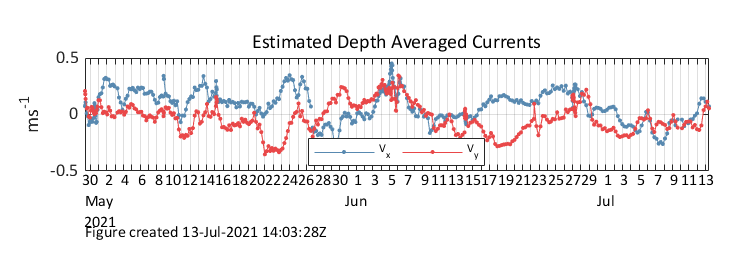 Estimated Depth Averaged Currents
0.5
0
-0.5
ms-1
Vx Vy
30 2 4 6 8 10 12 14 16 18 20 22 24 26 28 30 1 3 5 7 9 11 13 15 17 19 21 23 25 27 29 1 3 5 7 9 11 13
May Jun Jul
2021
Figure created 13-Jul-2021 14:03:28Z